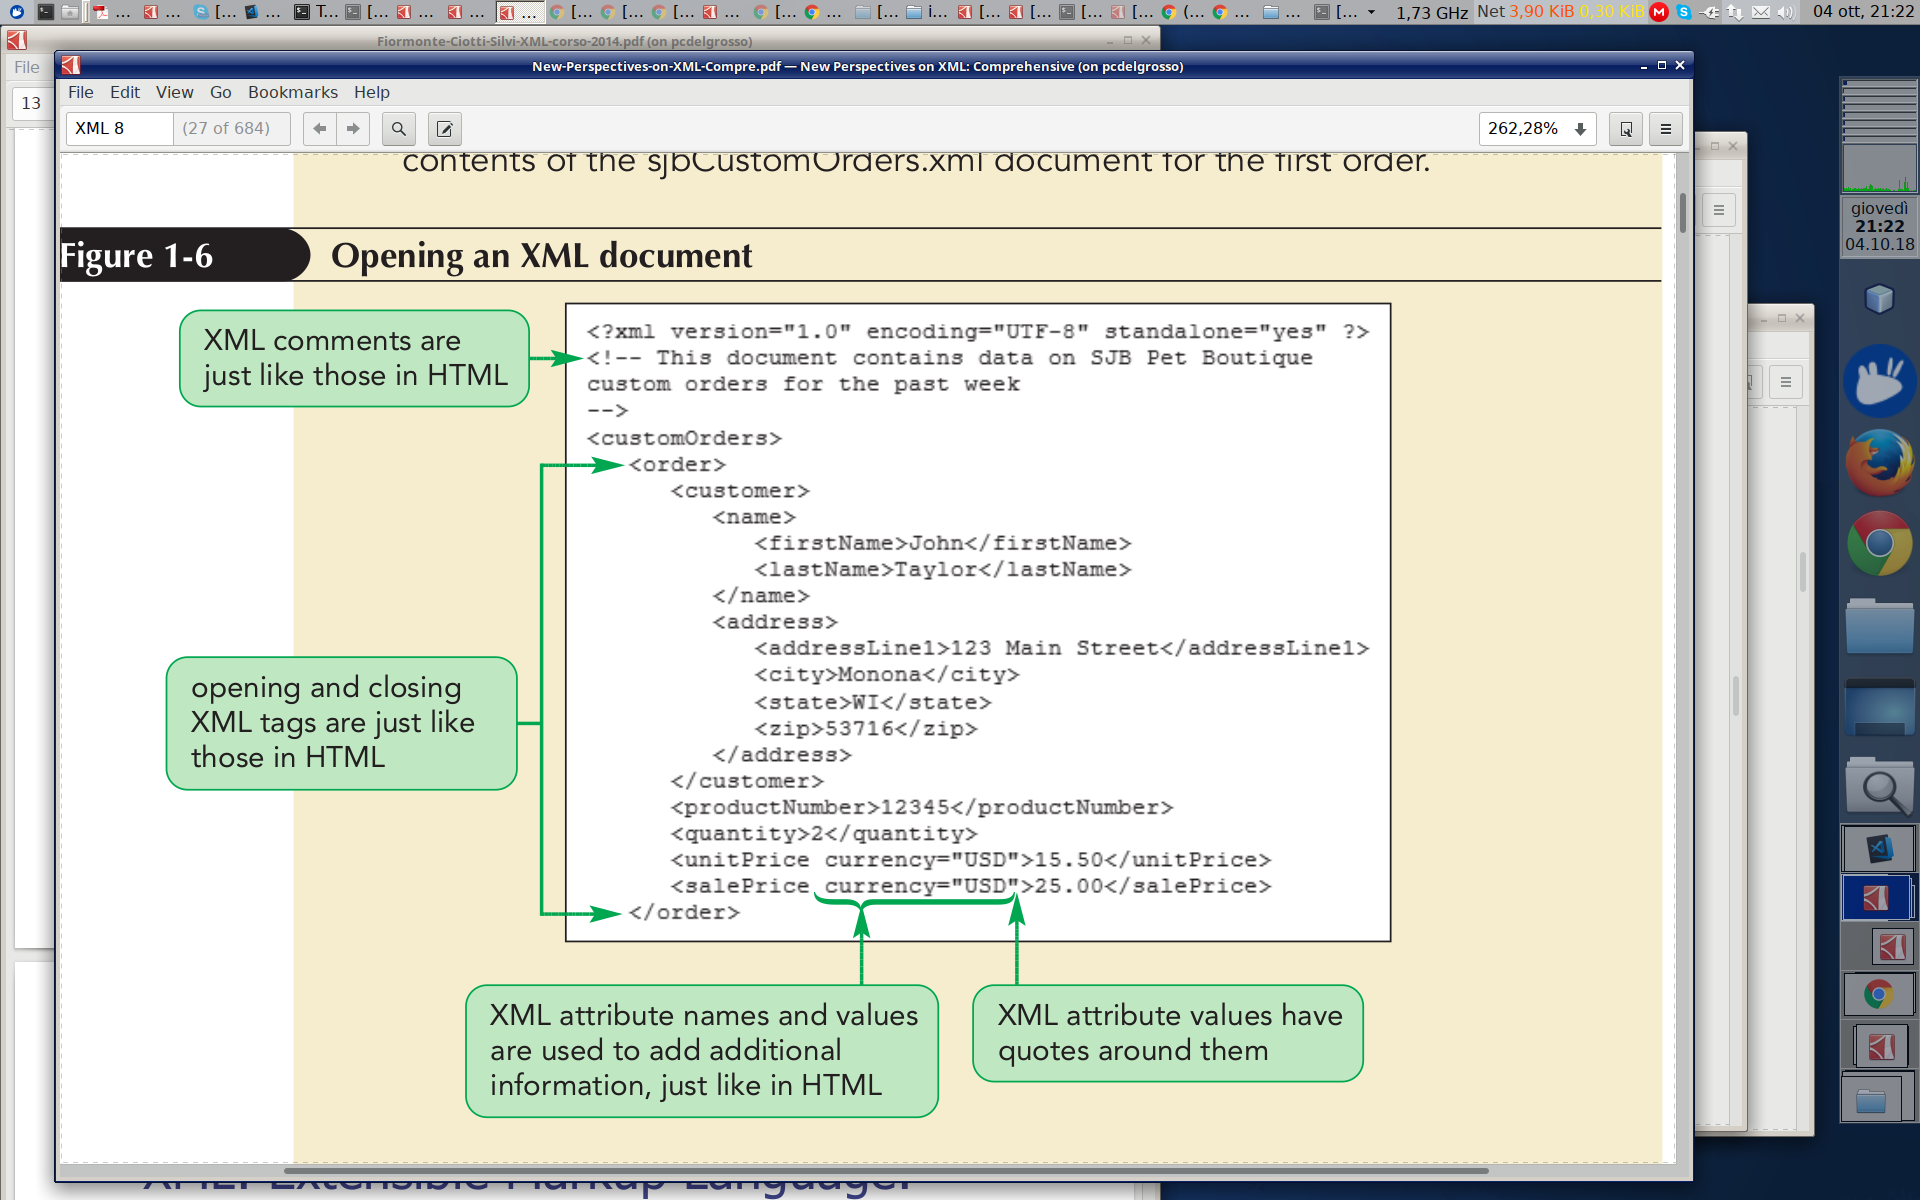 1,73 GHz Net 3,90 KiB 0,30 KiB 04 ott, 21:22
Fiormonte-Ciotti-Silvi-XML-corso-2014.pdf (on pcdelgrosso)
File
13
New-Perspectives-on-XML-Compre.pdf — New Perspectives on XML: Comprehensive (on pcdelgrosso)
File Edit View Go Bookmarks Help
XML 8 (27 of 684) 262,28%
contents of the sjbCustomOrders.xml document for the first order.
Figure 1-6 Opening an XML document
XML comments are
just like those in HTML
<?xml version="1.0" encoding="UTF-8" standalone="yes" ?>
<!-- This document contains data on SJB Pet Boutique
custom orders for the past week
-->
<customOrders>
<order>
<customer>
<name>
<firstName>John</firstName>
<lastName>Taylor</lastName>
</name>
<address>
<addressLine1>123 Main Street</addressLine1>
<city>Monona</city>
<state>WI</state>
<zip>53716</zip>
</address>
</customer>
<productNumber>12345</productNumber>
<quantity>2</quantity>
<unitPrice currency="USD">15.50</unitPrice>
<salePrice currency="USD">25.00</salePrice>
</order>
opening and closing
XML tags are just like
those in HTML
XML attribute names and values
are used to add additional
information, just like in HTML
XML attribute values have
quotes around them
giovedì
21:22
04.10.18
XML: Extensible Markup Language.